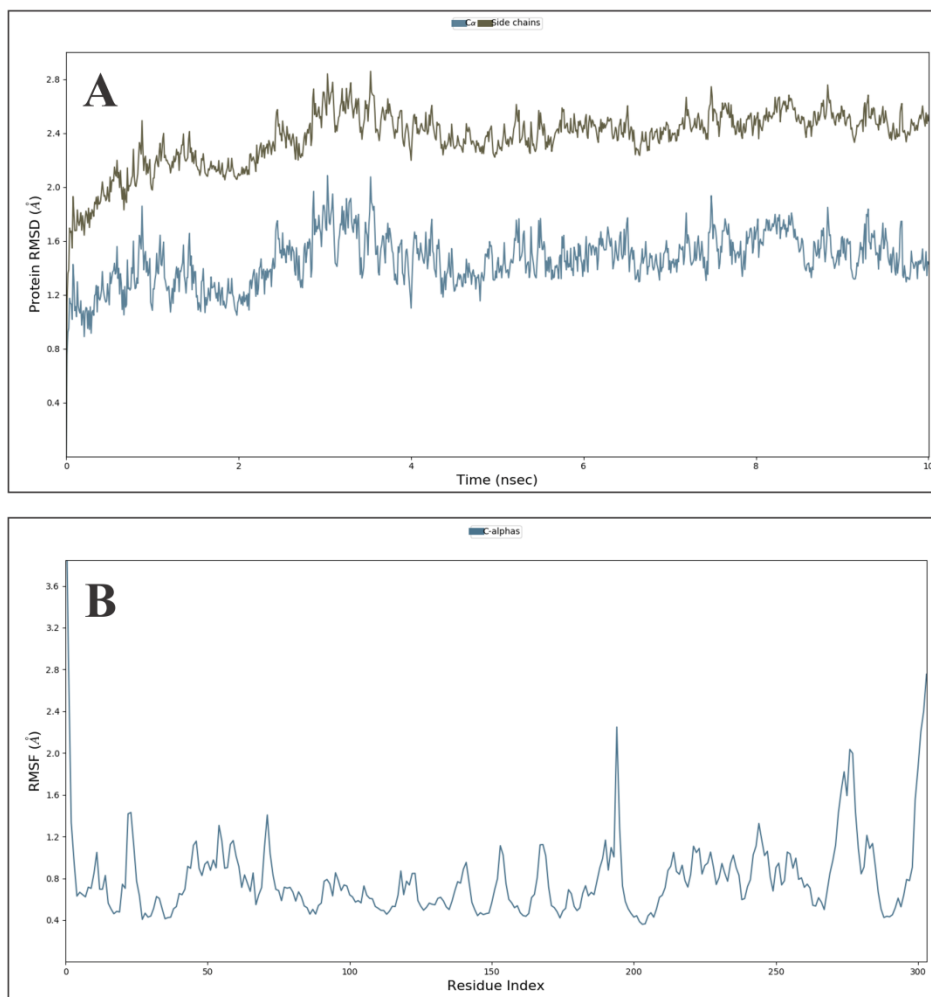 Cα Side chains
A
Protein RMSD (Å)
2.8
2.4
2.0
1.6
1.2
0.8
0.4
0 2 4 6 8 10
Time (nsec)
C-alphas
B
RMSF (Å)
3.6
3.2
2.8
2.4
2.0
1.6
1.2
0.8
0.4
0 50 100 150 200 250 300
Residue Index